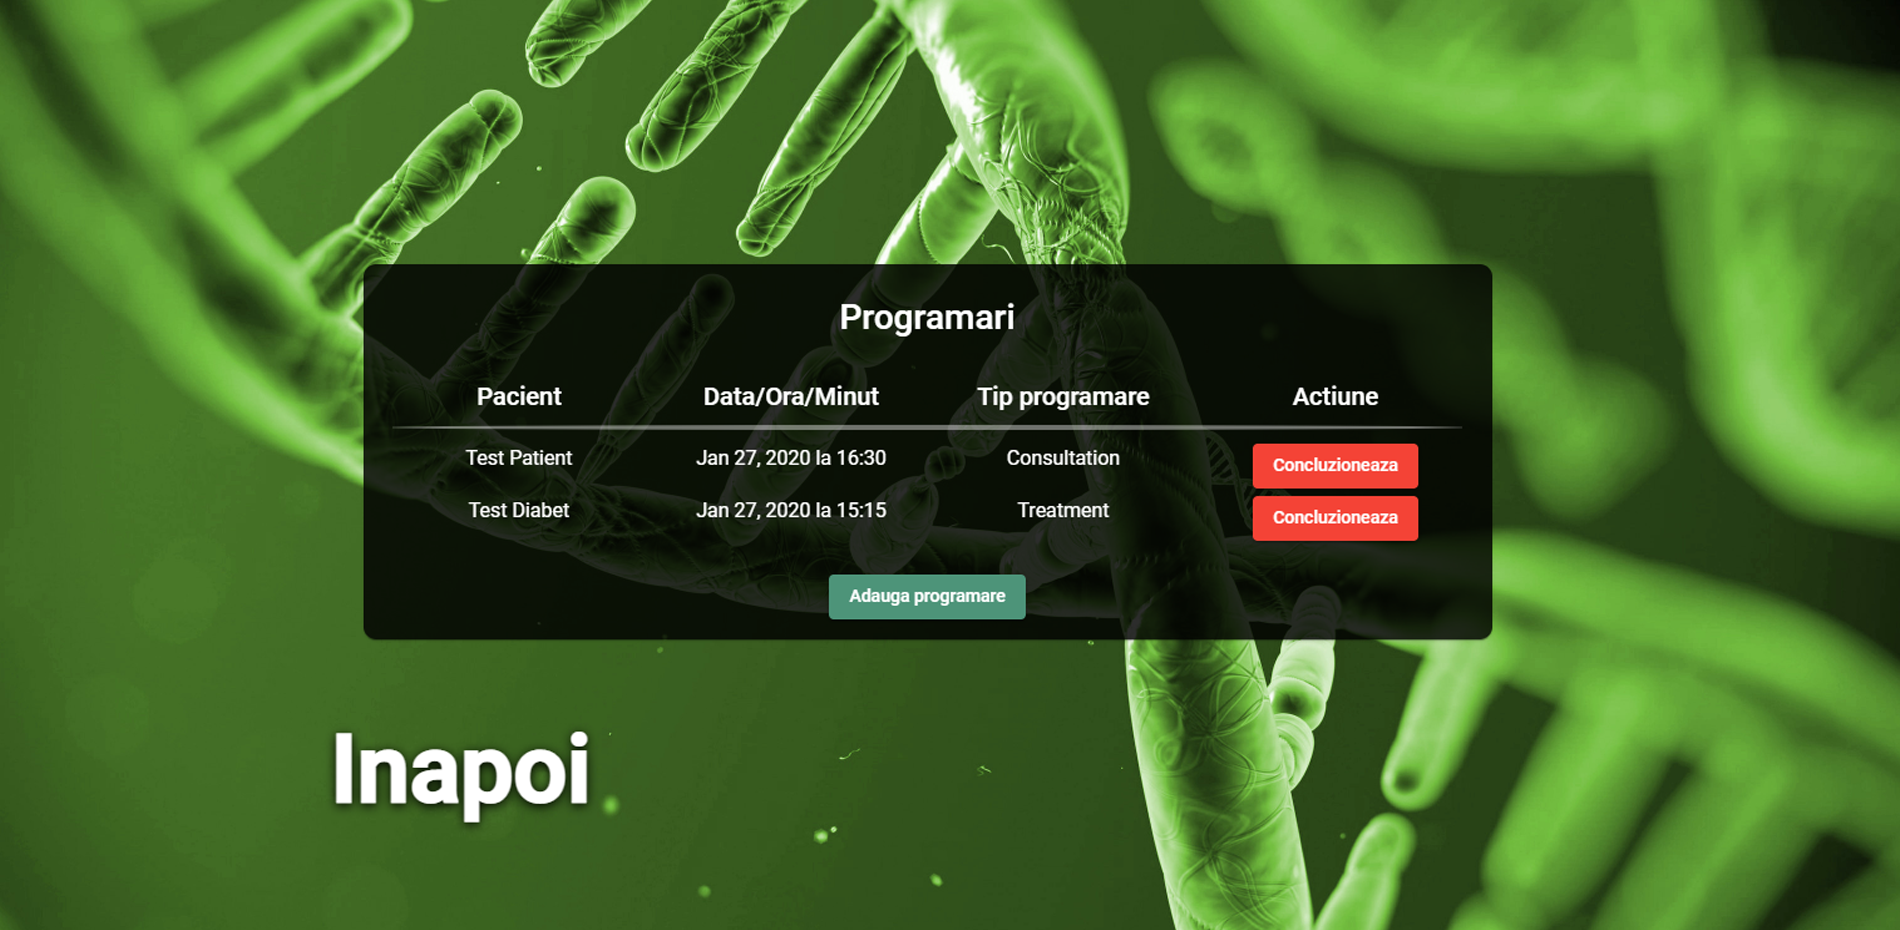 Programari
Pacient Data/Ora/Minut Tip programare Actiune
Test Patient Jan 27, 2020 la 16:30 Consultation Concluzioneaza
Test Diabet Jan 27, 2020 la 15:15 Treatment Concluzioneaza
Adauga programare
Inapoi